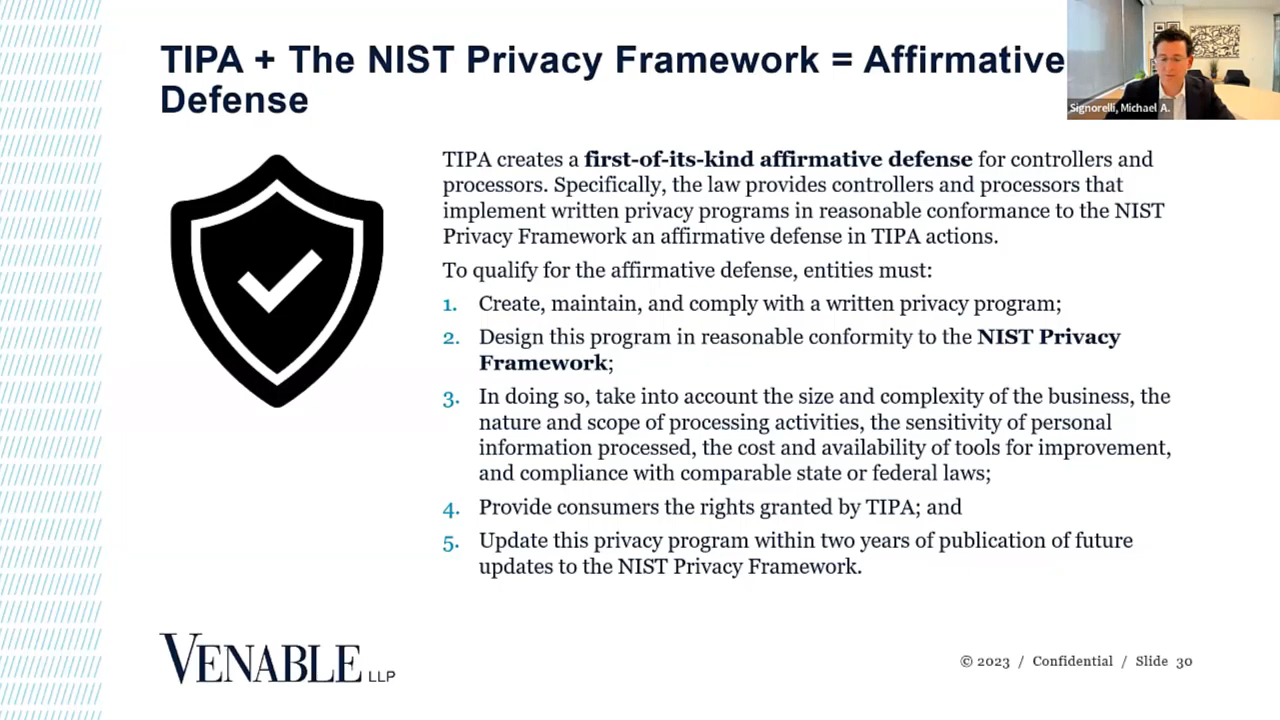 TIPA + The NIST Privacy Framework = Affirmative
Defense
Signorelli, Michael A.
TIPA creates a first-of-its-kind affirmative defense for controllers and
processors. Specifically, the law provides controllers and processors that
implement written privacy programs in reasonable conformance to the NIST
Privacy Framework an affirmative defense in TIPA actions.
To qualify for the affirmative defense, entities must:
1. Create, maintain, and comply with a written privacy program;
2. Design this program in reasonable conformity to the NIST Privacy
Framework;
3. In doing so, take into account the size and complexity of the business, the
nature and scope of processing activities, the sensitivity of personal
information processed, the cost and availability of tools for improvement,
and compliance with comparable state or federal laws;
4. Provide consumers the rights granted by TIPA; and
5. Update this privacy program within two years of publication of future
updates to the NIST Privacy Framework.
VENABLE LLP
© 2023 / Confidential / Slide 30